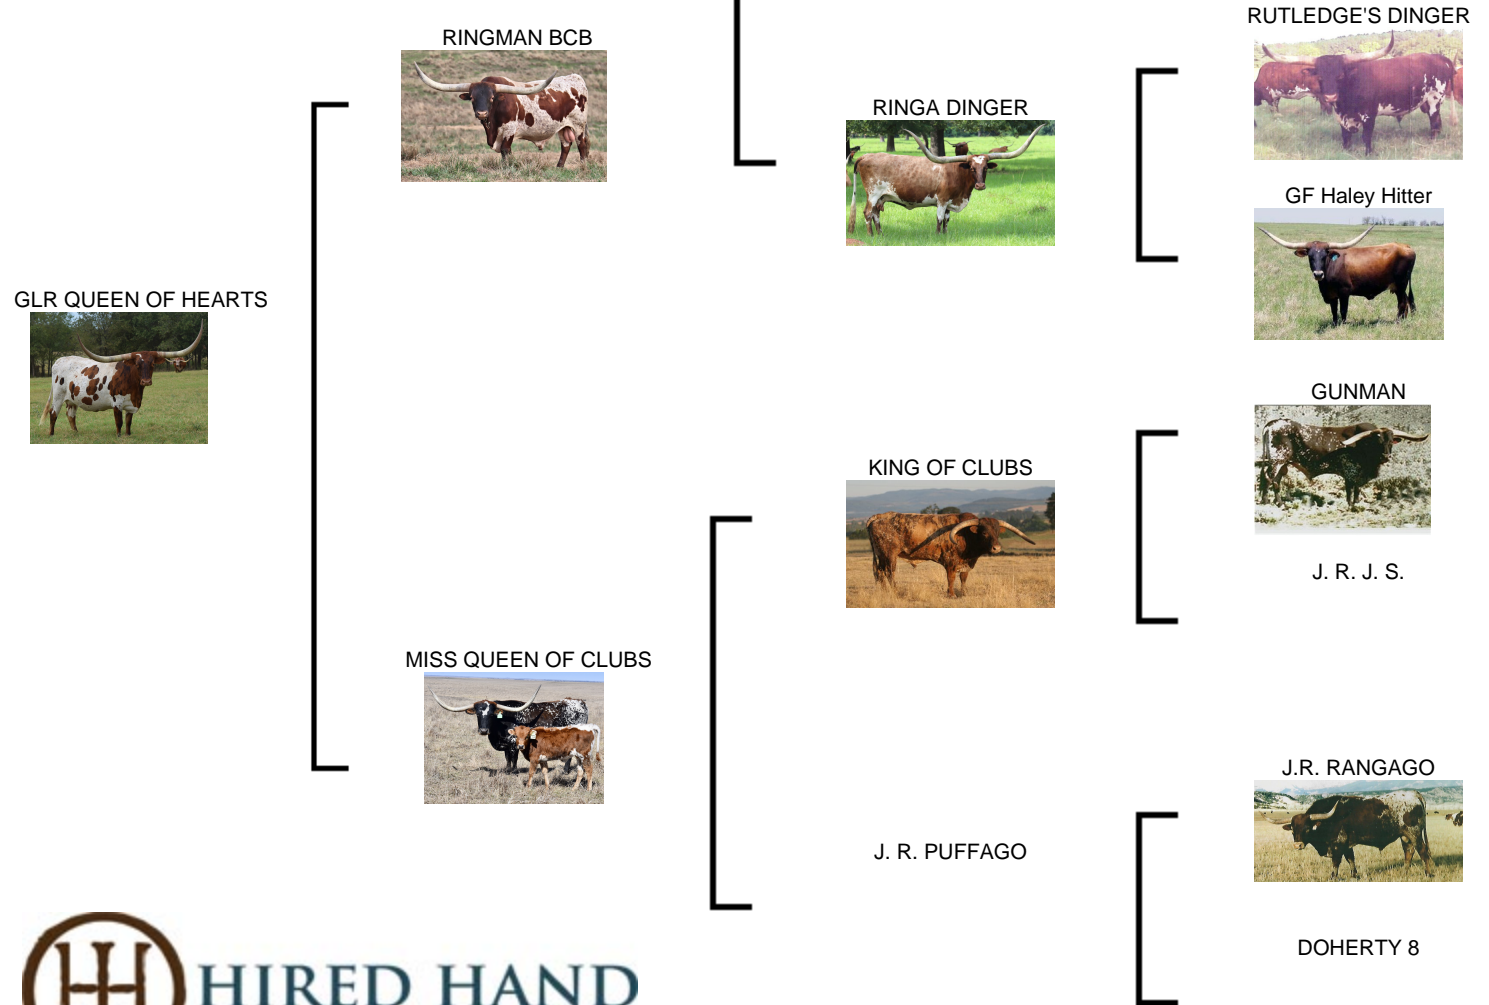 RUTLEDGE'S DINGER
RINGMAN BCB
RINGA DINGER
GF Haley Hitter
GLR QUEEN OF HEARTS
GUNMAN
KING OF CLUBS
J. R. J. S.
MISS QUEEN OF CLUBS
J.R. RANGAGO
J. R. PUFFAGO
DOHERTY 8
HIRED HAND